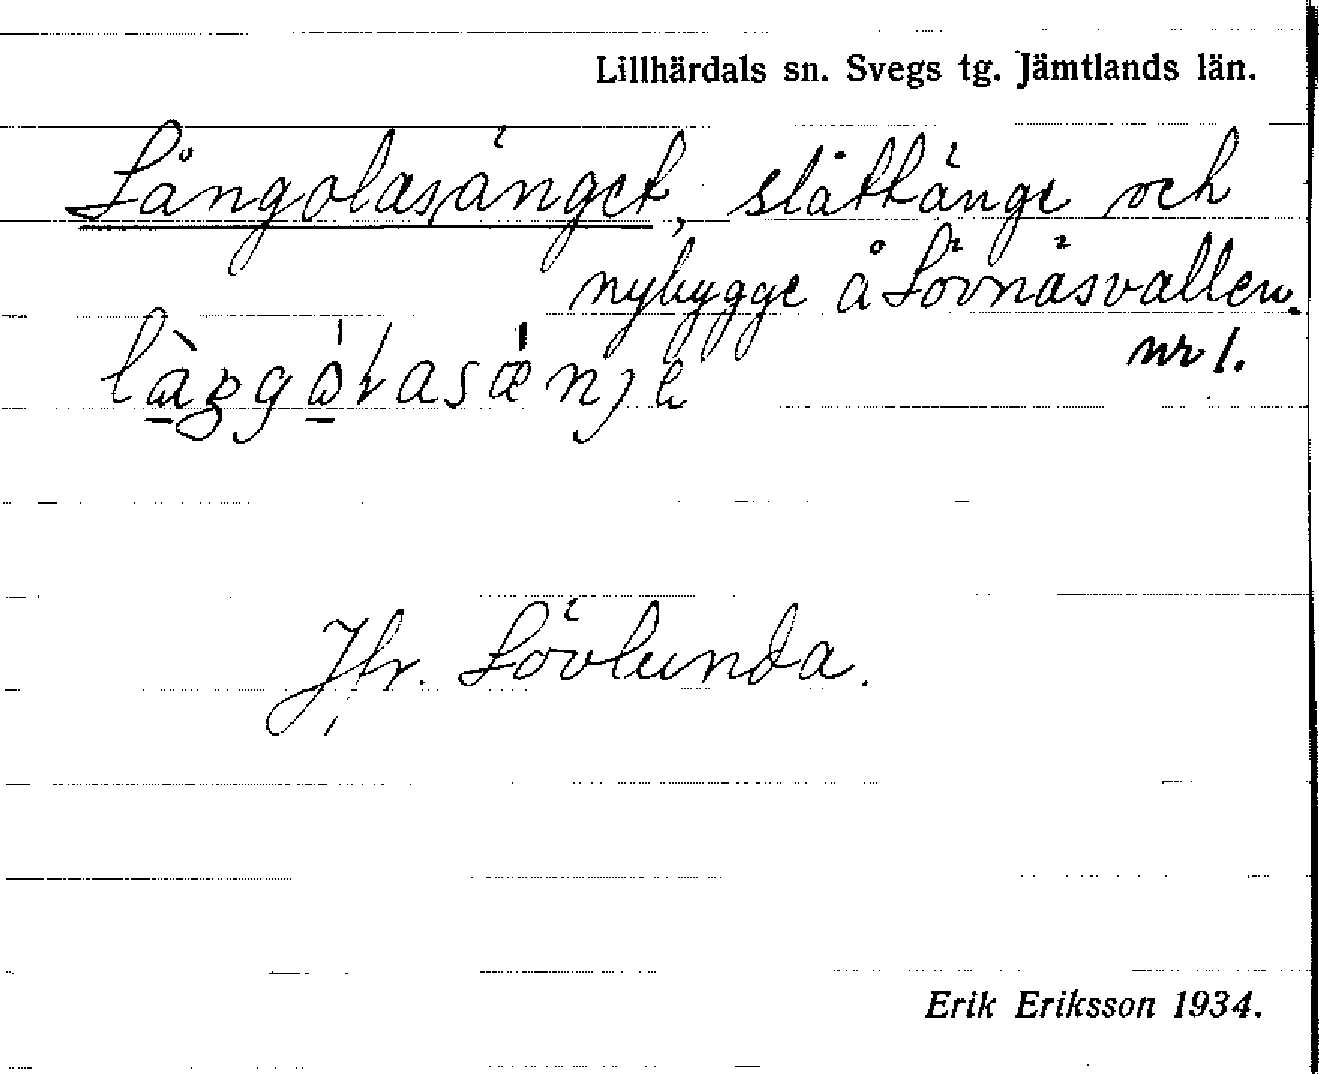 Lillhärdals sn. Svegs tg. Jämtlands län.
Långolasänget, slåttänge och
nybygge å Lövnäsvallen.
nr 1.
Jfr. Lövlunda.
Erik Eriksson 1934.